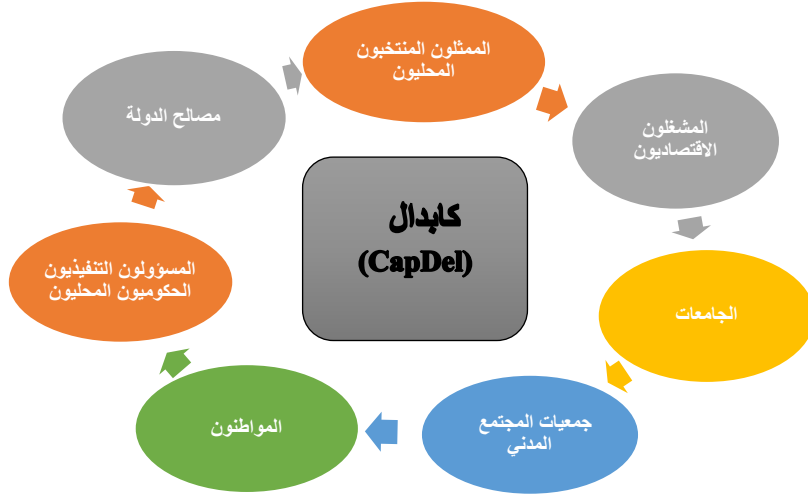 الممثلون المنتخبون
المحليون
المشغلون
الاقتصاديون
الجامعات
جمعيات المجتمع
المدني
المواطنون
المسؤولون التنفيذيون
الحكوميون المحليون
مصالح الدولة
كابدال
(CapDel)